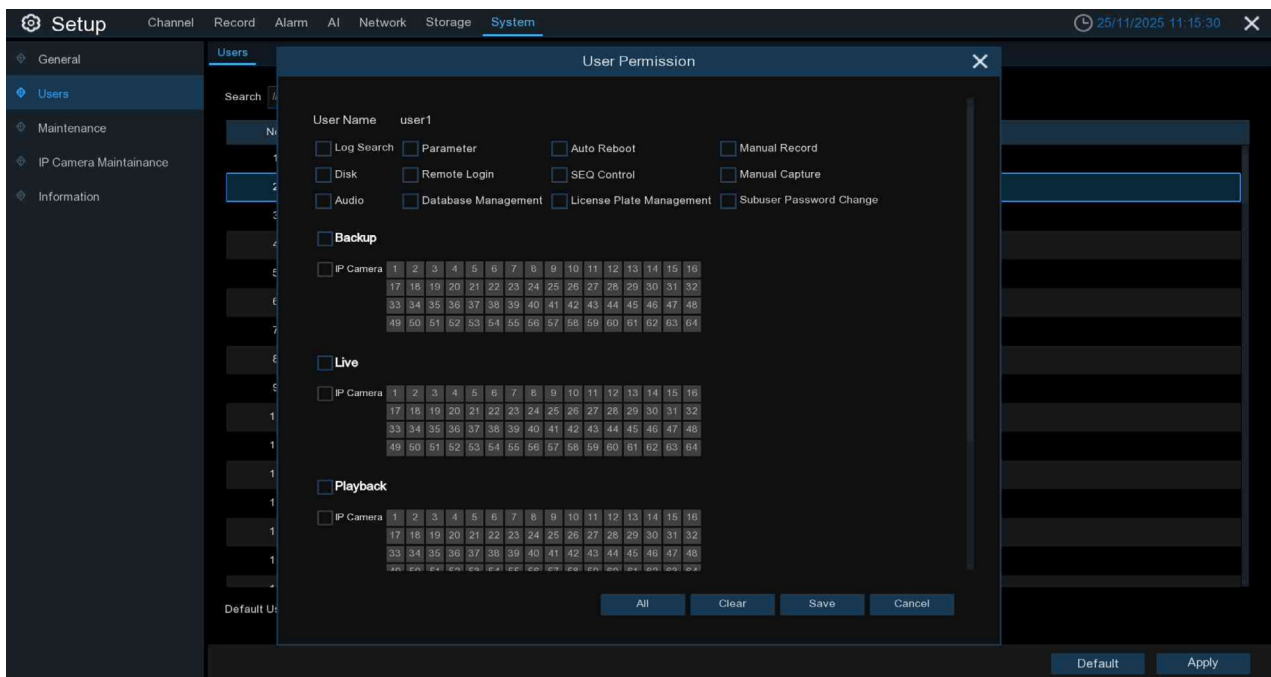 Setup Channel Record Alarm AI Network Storage System 25/11/2025 11:15:30
General
Users
Maintenance
IP Camera Maintainance
Information
Users
Search
User Permission
User Name user1
Log Search Parameter Auto Reboot Manual Record
Disk Remote Login SEQ Control Manual Capture
Audio Database Management License Plate Management Subuser Password Change
Backup
IP Camera 1 2 3 4 5 6 7 8 9 10 11 12 13 14 15 16
17 18 19 20 21 22 23 24 25 26 27 28 29 30 31 32
33 34 35 36 37 38 39 40 41 42 43 44 45 46 47 48
49 50 51 52 53 54 55 56 57 58 59 60 61 62 63 64
Live
IP Camera 1 2 3 4 5 6 7 8 9 10 11 12 13 14 15 16
17 18 19 20 21 22 23 24 25 26 27 28 29 30 31 32
33 34 35 36 37 38 39 40 41 42 43 44 45 46 47 48
49 50 51 52 53 54 55 56 57 58 59 60 61 62 63 64
Playback
IP Camera 1 2 3 4 5 6 7 8 9 10 11 12 13 14 15 16
17 18 19 20 21 22 23 24 25 26 27 28 29 30 31 32
33 34 35 36 37 38 39 40 41 42 43 44 45 46 47 48
All Clear Save Cancel
Default
Default Apply